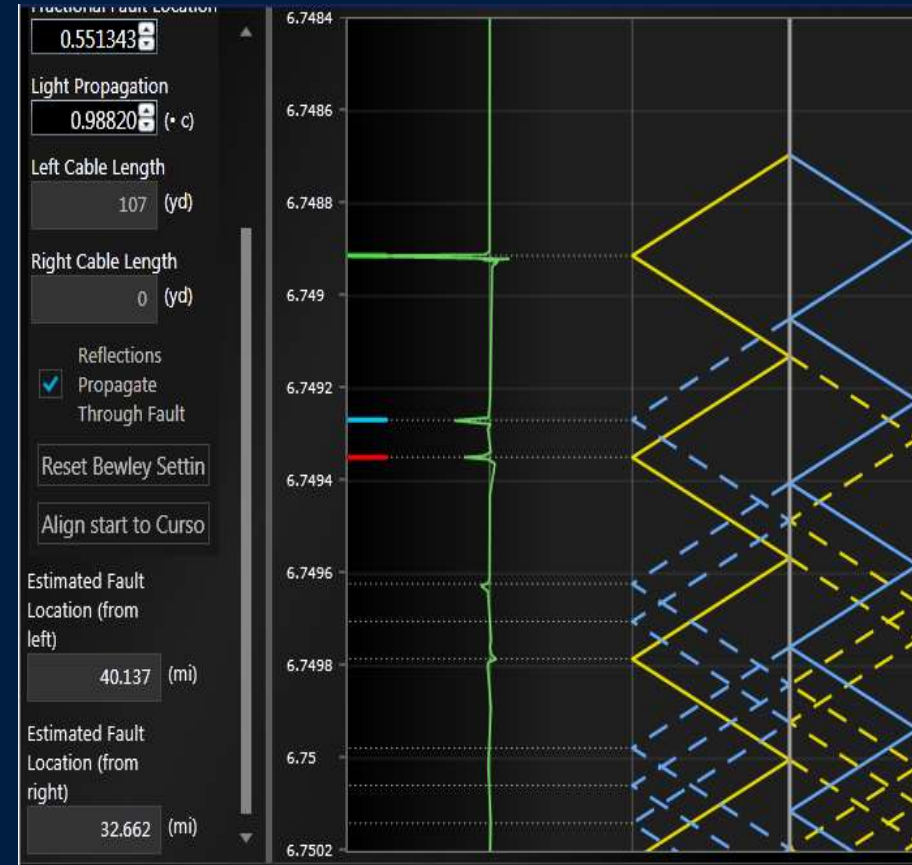 Fractional Fault Location
0.551343
Light Propagation
0.98820 (• c)
Left Cable Length
107 (yd)
Right Cable Length
0 (yd)
Reflections
Propagate
Through Fault
Reset Bewley Settin
Align start to Curso
Estimated Fault
Location (from
left)
40.137 (mi)
Estimated Fault
Location (from
right)
32.662 (mi)
6.7484
6.7486
6.7488
6.749
6.7492
6.7494
6.7496
6.7498
6.75
6.7502